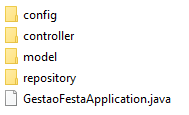 config
controller
model
repository
GestaoFestaApplication.java